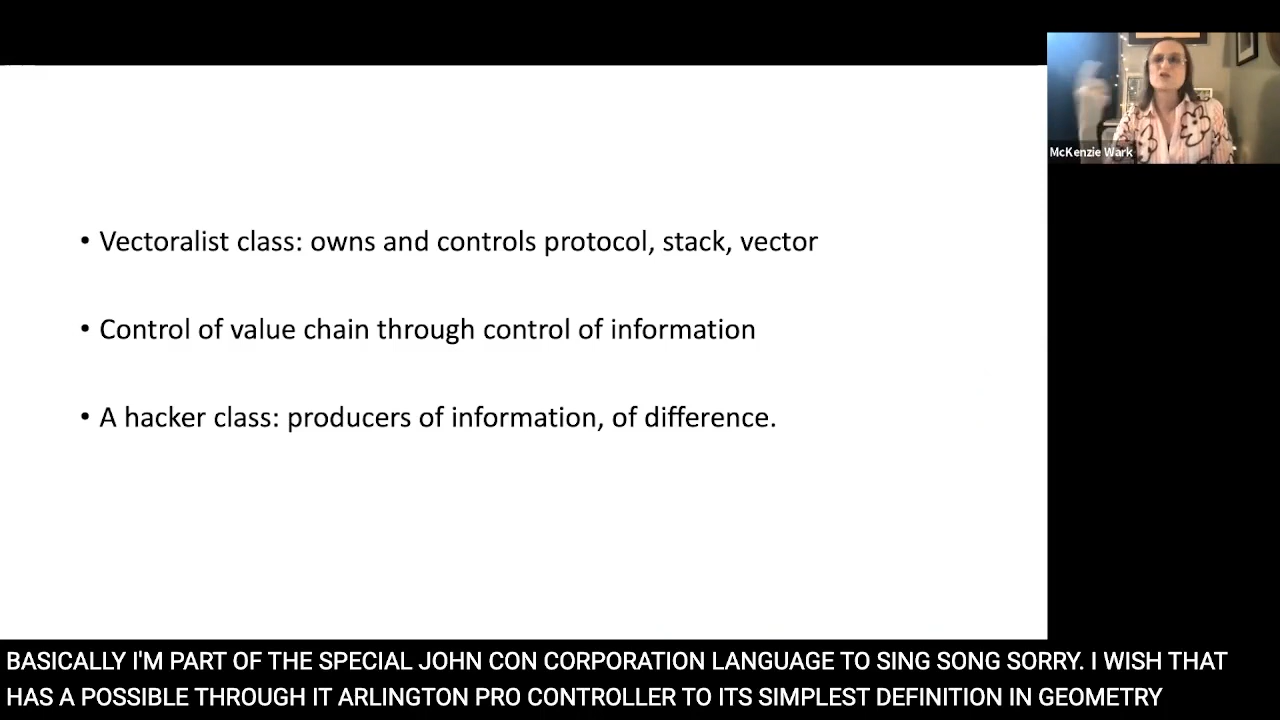 McKenzie Wark
• Vectoralist class: owns and controls protocol, stack, vector
• Control of value chain through control of information
• A hacker class: producers of information, of difference.
BASICALLY I'M PART OF THE SPECIAL JOHN CON CORPORATION LANGUAGE TO SING SONG SORRY. I WISH THAT
HAS A POSSIBLE THROUGH IT ARLINGTON PRO CONTROLLER TO ITS SIMPLEST DEFINITION IN GEOMETRY